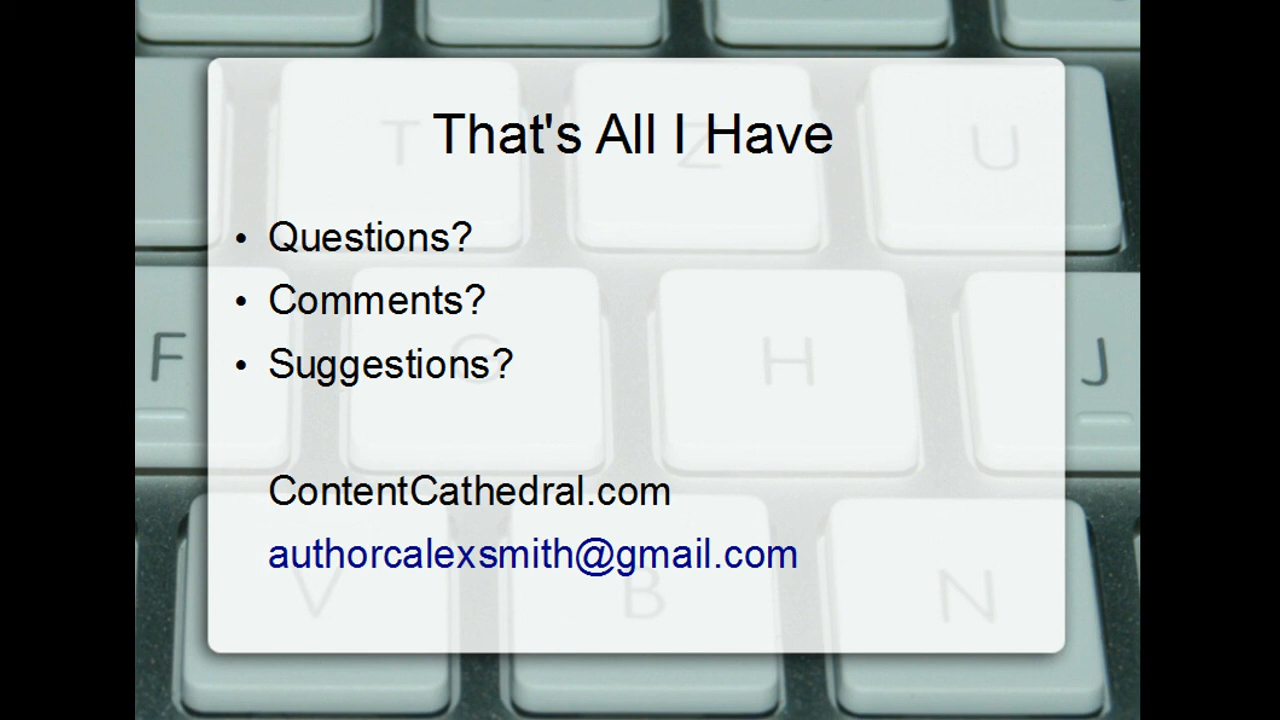 That's All I Have
• Questions?
• Comments?
• Suggestions?
ContentCathedral.com
authorcalexsmith@gmail.com
T Z U
F G H J
V B N